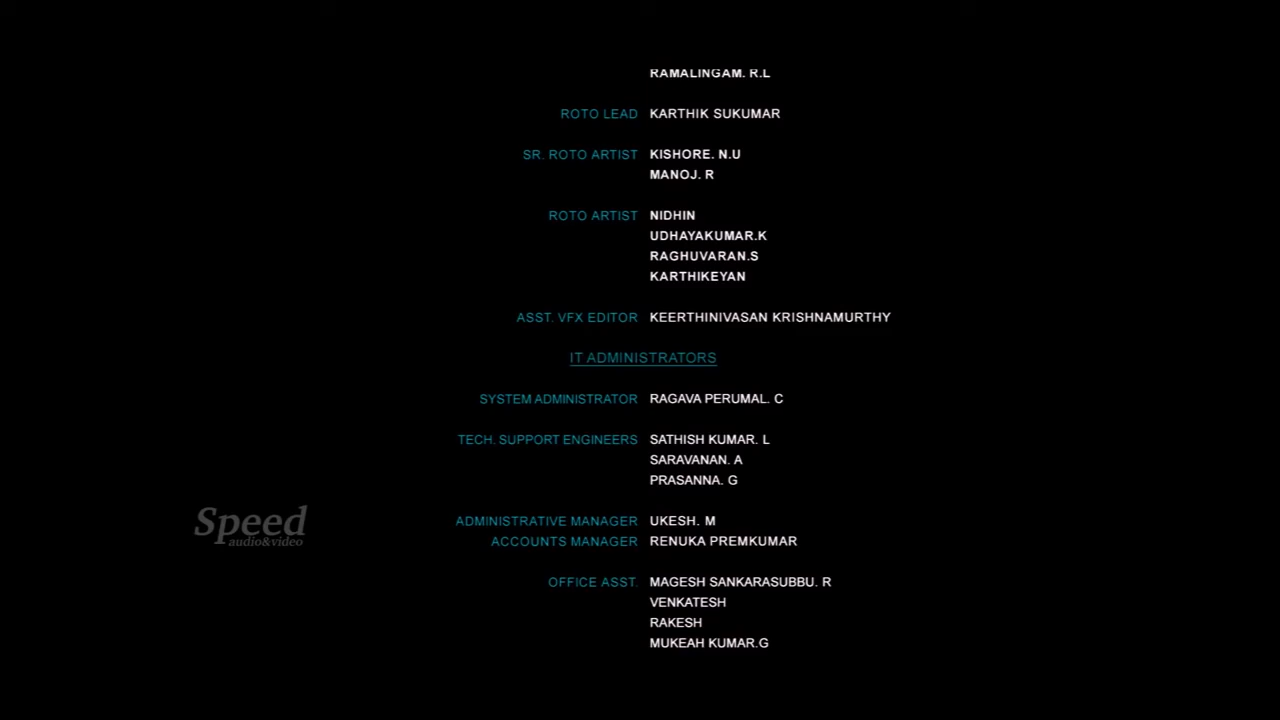 RAMALINGAM. R.L
ROTO LEAD KARTHIK SUKUMAR
SR. ROTO ARTIST KISHORE. N.U
MANOJ. R
ROTO ARTIST NIDHIN
UDHAYAKUMAR.K
RAGHUVARAN.S
KARTHIKEYAN
ASST. VFX EDITOR KEERTHINIVASAN KRISHNAMURTHY
IT ADMINISTRATORS
SYSTEM ADMINISTRATOR RAGAVA PERUMAL. C
TECH. SUPPORT ENGINEERS SATHISH KUMAR. L
SARAVANAN. A
PRASANNA. G
ADMINISTRATIVE MANAGER UKESH. M
ACCOUNTS MANAGER RENUKA PREMKUMAR
OFFICE ASST. MAGESH SANKARASUBBU. R
VENKATESH
RAKESH
MUKEAH KUMAR.G
Speed
audio&video